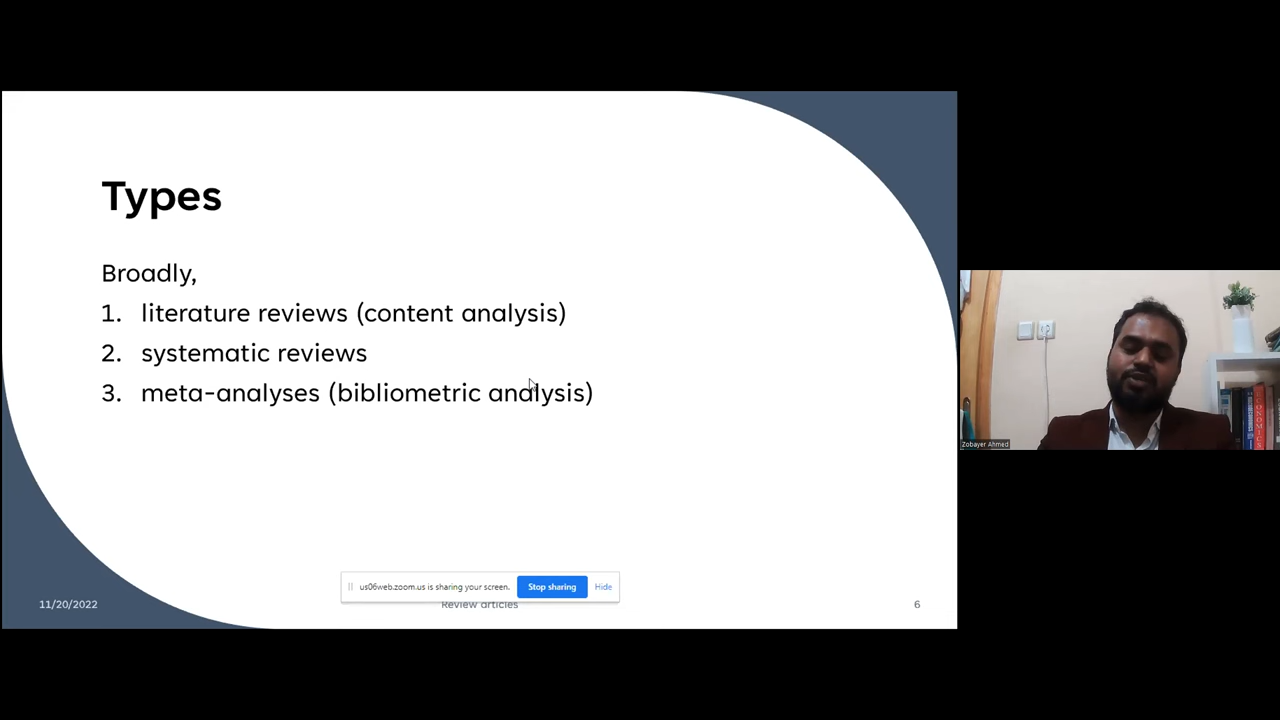 Types
Broadly,
1. literature reviews (content analysis)
2. systematic reviews
3. meta-analyses (bibliometric analysis)
us06web.zoom.us is sharing your screen. Stop sharing Hide
11/20/2022 Review articles 6
Zobayer Ahmed
ONOMICS